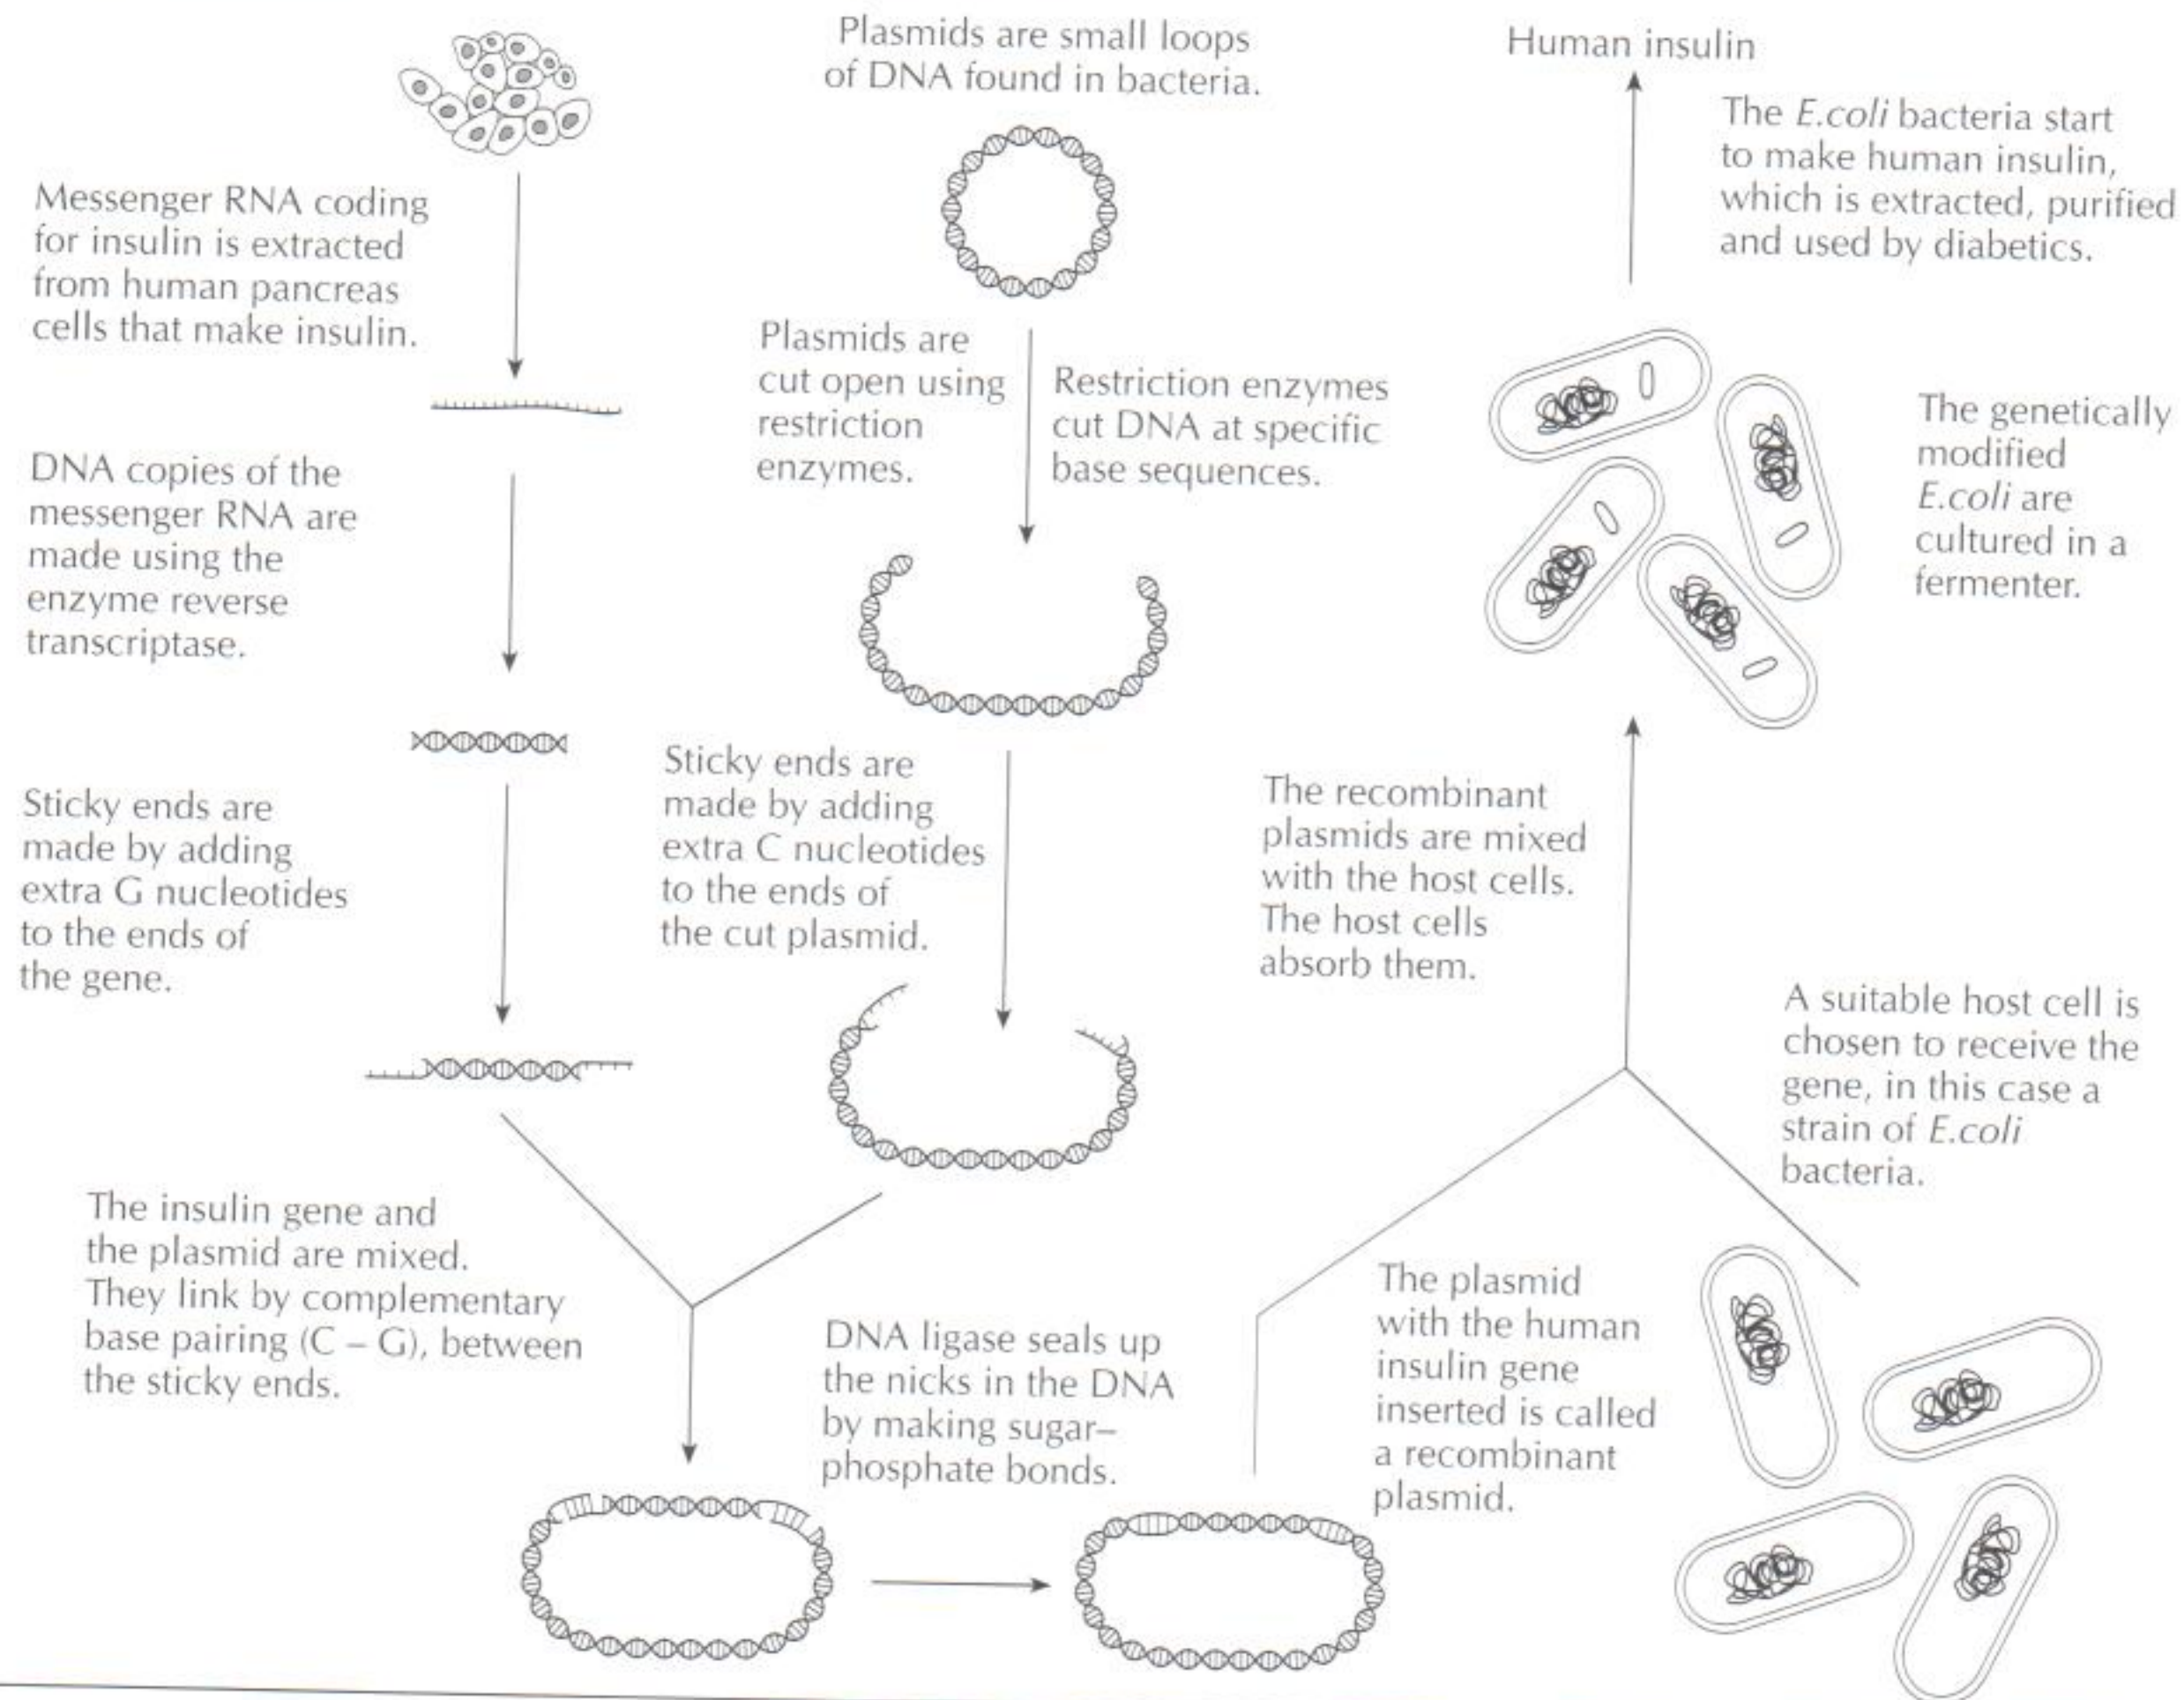 Messenger RNA coding
for insulin is extracted
from human pancreas
cells that make insulin.
DNA copies of the
messenger RNA are
made using the
enzyme reverse
transcriptase.
Sticky ends are
made by adding
extra G nucleotides
to the ends of
the gene.
Plasmids are small loops
of DNA found in bacteria.
Plasmids are
cut open using
restriction
enzymes.
Restriction enzymes
cut DNA at specific
base sequences.
Sticky ends are
made by adding
extra C nucleotides
to the ends of
the cut plasmid.
The insulin gene and
the plasmid are mixed.
They link by complementary
base pairing (C – G), between
the sticky ends.
DNA ligase seals up
the nicks in the DNA
by making sugar–
phosphate bonds.
The plasmid
with the human
insulin gene
inserted is called
a recombinant
plasmid.
A suitable host cell is
chosen to receive the
gene, in this case a
strain of E.coli
bacteria.
The recombinant
plasmids are mixed
with the host cells.
The host cells
absorb them.
The genetically
modified
E.coli are
cultured in a
fermenter.
The E.coli bacteria start
to make human insulin,
which is extracted, purified
and used by diabetics.
Human insulin